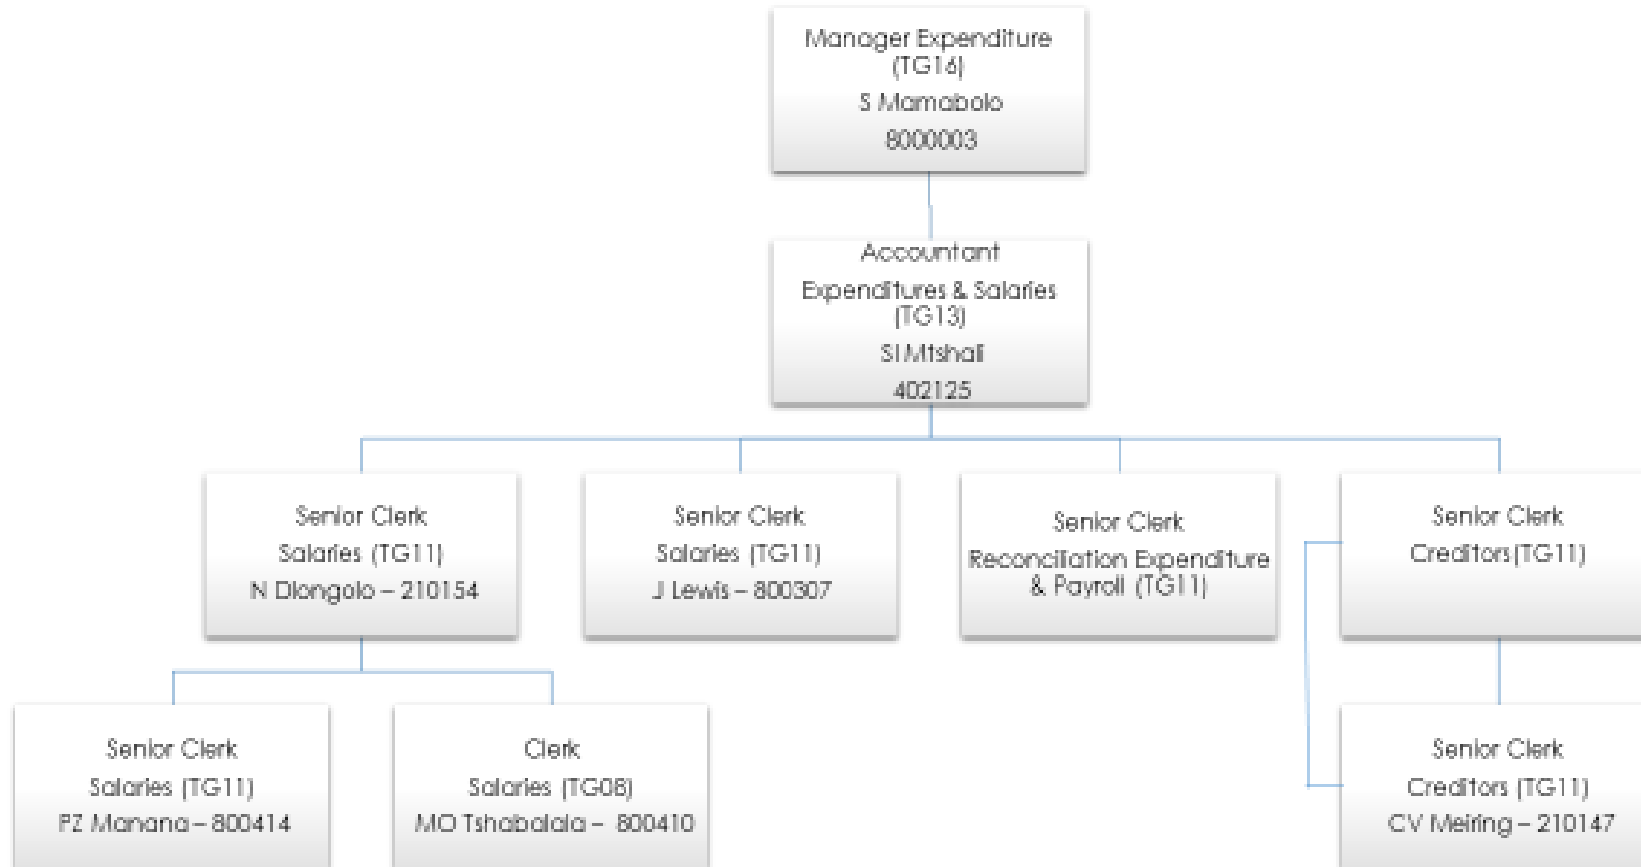 Manager Expenditure
(TG16)
S Mamabolo
8000003
Accountant
Expenditures & Salaries
(TG13)
SI Mtshali
402125
Senior Clerk
Salaries (TG11)
N Dlongolo – 210154
Senior Clerk
Salaries (TG11)
J Lewis – 800307
Senior Clerk
Reconciliation Expenditure
& Payroll (TG11)
Senior Clerk
Creditors(TG11)
Senior Clerk
Salaries (TG11)
PZ Manana – 800414
Clerk
Salaries (TG08)
MO Tshabalala – 800410
Senior Clerk
Creditors (TG11)
CV Meiring – 210147